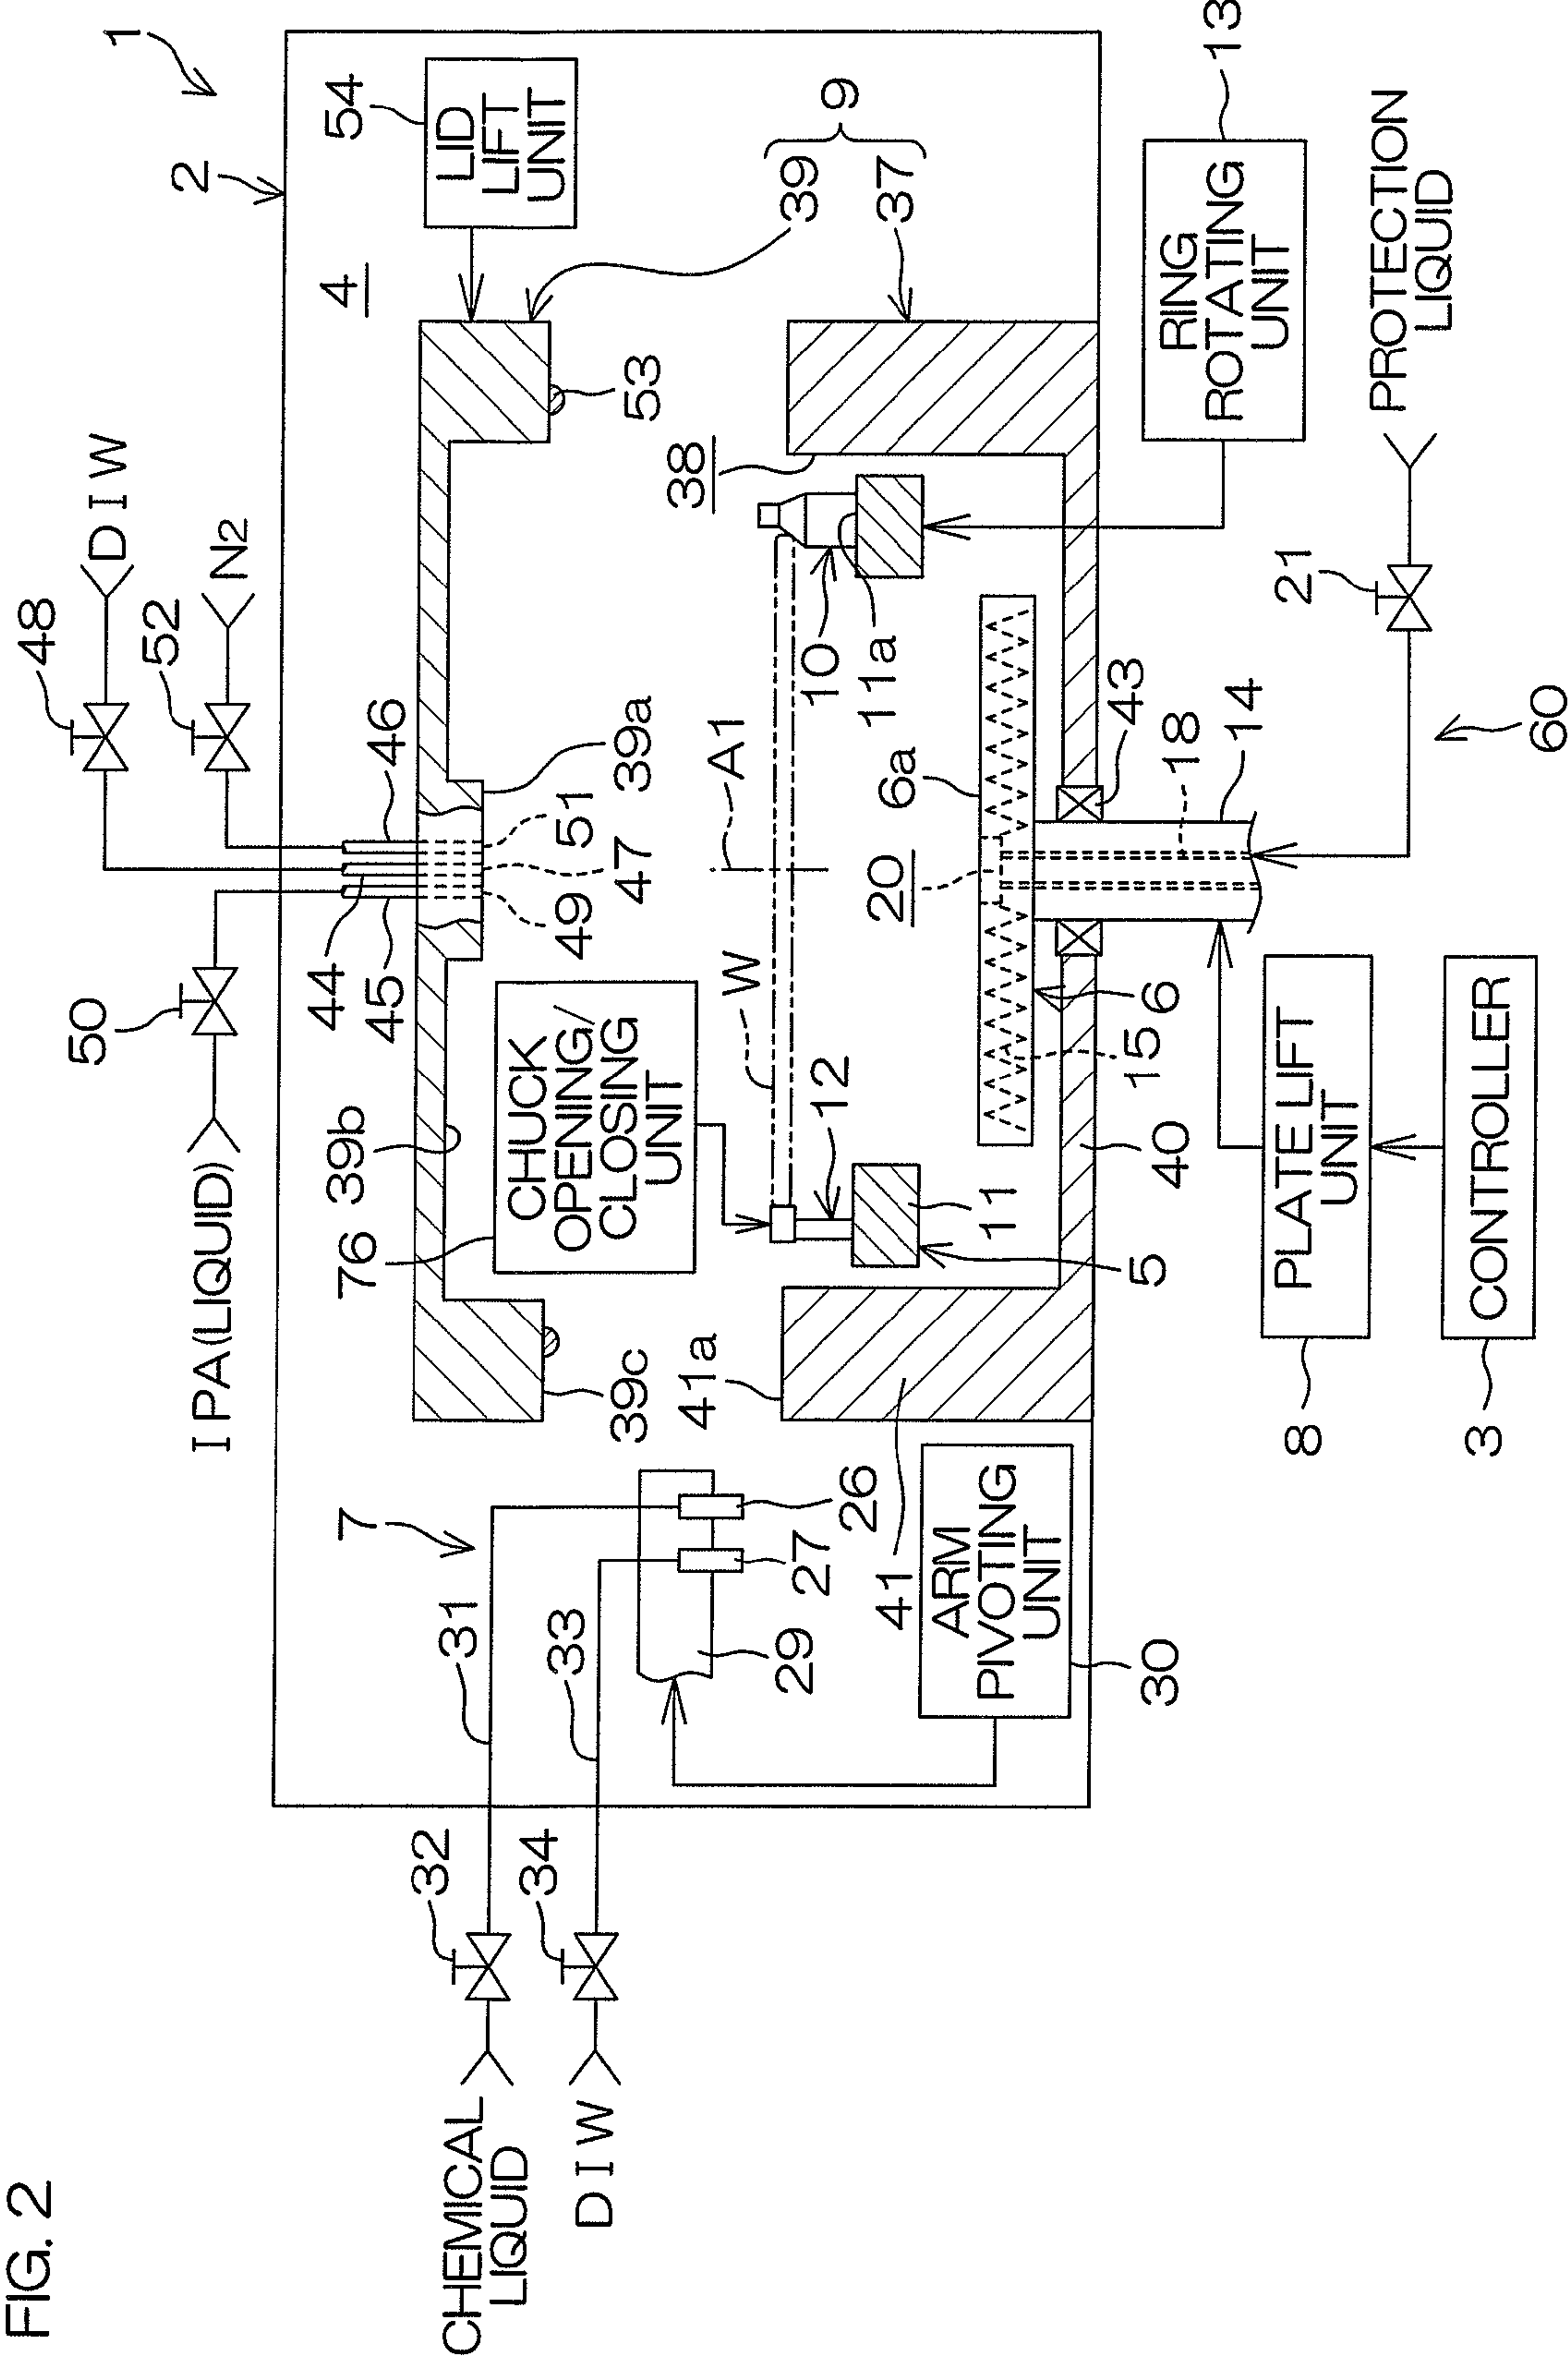 FIG. 2
1
2
4
54
LID
LIFT
UNIT
9
39
37
53
38
48
DIW
52
N2
50
IPA(LIQUID)
46
44
45
39a
51
47
49
39b
39c
76
CHUCK
OPENING/
CLOSING
UNIT
A1
W
12
10
11a
6a
20
43
18
14
6
15
40
11
5
41a
41
7
31
33
26
27
29
ARM
PIVOTING
UNIT
30
32
34
CHEMICAL
LIQUID
DIW
13
RING
ROTATING
UNIT
PROTECTION
LIQUID
21
60
PLATE LIFT
UNIT
8
CONTROLLER
3